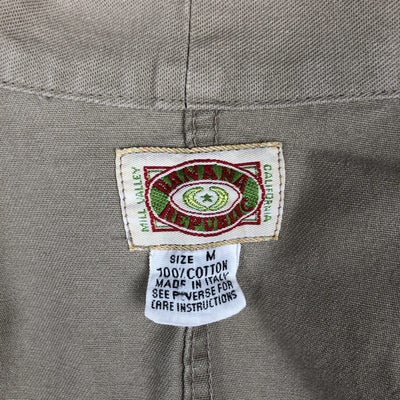 MILL VALLEY
BANANA
REPUBLIC
CALIFORNIA
SIZE M
100% COTTON
MADE IN ITALY
SEE REVERSE FOR
CARE INSTRUCTIONS